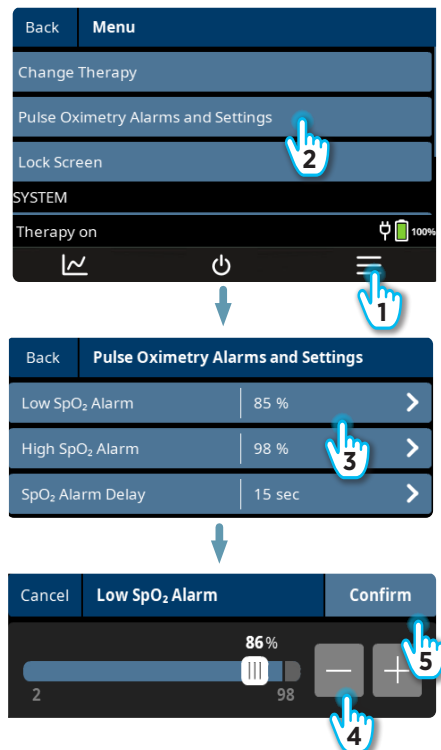 Back Menu
Change Therapy
Pulse Oximetry Alarms and Settings
2
Lock Screen
SYSTEM
Therapy on 100%
1
Back Pulse Oximetry Alarms and Settings
Low SpO₂ Alarm 85 %
High SpO₂ Alarm 98 %
3
SpO₂ Alarm Delay 15 sec
Cancel Low SpO₂ Alarm Confirm
86 %
5
2 98
4